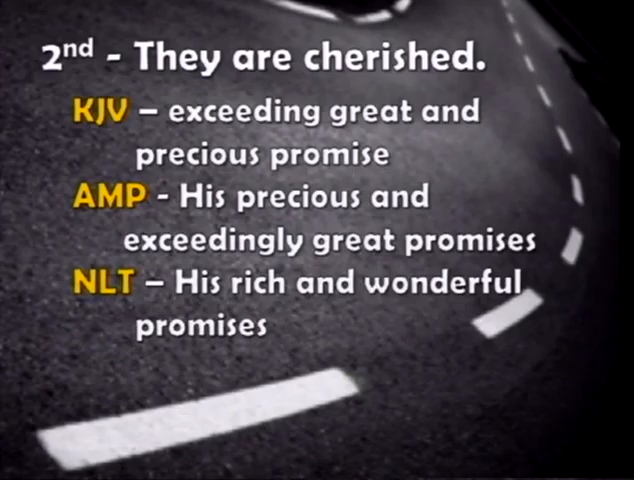 2nd - They are cherished.
KJV – exceeding great and
precious promise
AMP - His precious and
exceedingly great promises
NLT – His rich and wonderful
promises